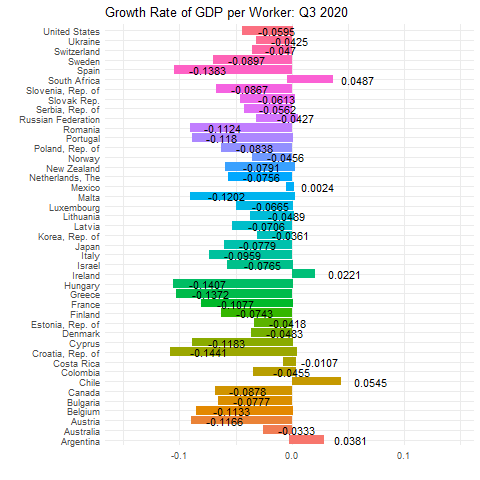 Growth Rate of GDP per Worker: Q3 2020
United States -0.0595
Ukraine -0.0425
Switzerland -0.047
Sweden -0.0897
Spain -0.1383
South Africa 0.0487
Slovenia, Rep. of -0.0867
Slovak Rep. -0.0613
Serbia, Rep. of -0.0562
Russian Federation -0.0427
Romania -0.1124
Portugal -0.118
Poland, Rep. of -0.0838
Norway -0.0456
New Zealand -0.0791
Netherlands, The -0.0756
Mexico 0.0024
Malta -0.1202
Luxembourg -0.0665
Lithuania -0.0489
Latvia -0.0706
Korea, Rep. of -0.0361
Japan -0.0779
Italy -0.0959
Israel -0.0765
Ireland 0.0221
Hungary -0.1407
Greece -0.1372
France -0.1077
Finland -0.0743
Estonia, Rep. of -0.0418
Denmark -0.0483
Cyprus -0.1183
Croatia, Rep. of -0.1441
Costa Rica -0.0107
Colombia -0.0455
Chile 0.0545
Canada -0.0878
Bulgaria -0.0777
Belgium -0.1133
Austria -0.1166
Australia -0.0333
Argentina 0.0381
-0.1 0.0 0.1